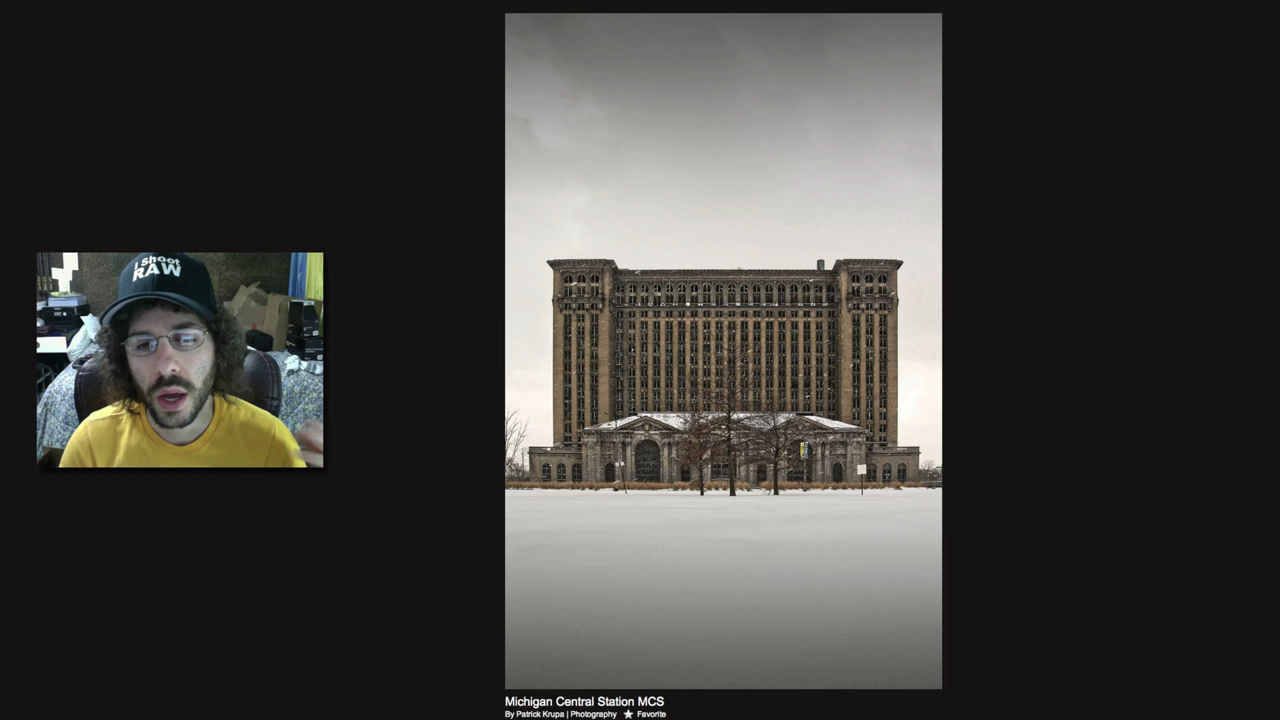 I shoot
RAW
Michigan Central Station MCS
By Patrick Krupa | Photography ★ Favorite